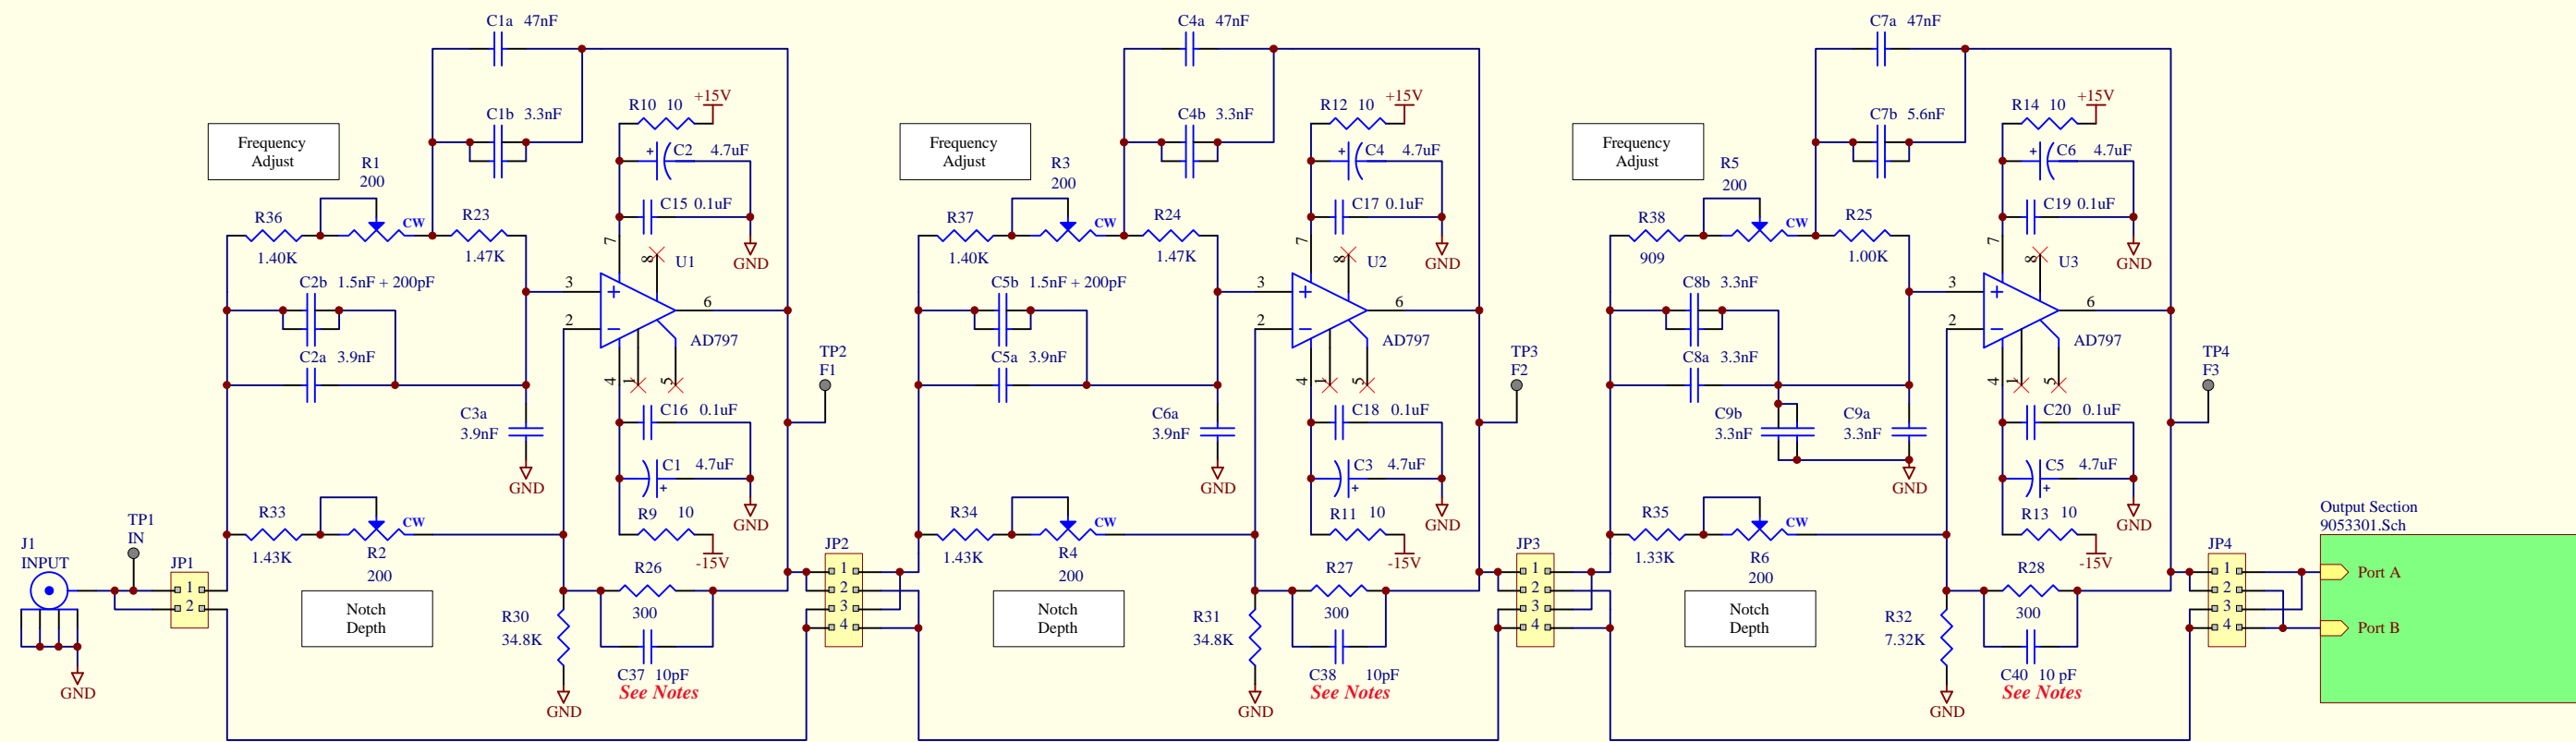 C1a 47nF
C1b 3.3nF
R10 10
+15V
Frequency
Adjust
R1
200
C2 4.7uF
+
C15 0.1uF
R36
1.40K
CW
R23
1.47K
7
8
U1
GND
C2b 1.5nF + 200pF
3
2
6
C2a 3.9nF
AD797
4
1
5
TP2
F1
C3a
3.9nF
GND
C16 0.1uF
C1 4.7uF
+
R9 10
GND
-15V
J1
INPUT
TP1
IN
JP1
1
2
GND
R33
1.43K
CW
R2
200
Notch
Depth
R26
300
R30
34.8K
C37 10pF
See Notes
GND
JP2
1
2
3
4
C4a 47nF
C4b 3.3nF
R12 10
+15V
Frequency
Adjust
R3
200
C4 4.7uF
+
C17 0.1uF
R37
1.40K
CW
R24
1.47K
7
8
U2
GND
C5b 1.5nF + 200pF
3
2
6
C5a 3.9nF
AD797
4
1
5
TP3
F2
C6a
3.9nF
GND
C18 0.1uF
C3 4.7uF
+
R11 10
GND
-15V
R34
1.43K
CW
R4
200
Notch
Depth
R27
300
R31
34.8K
C38 10pF
See Notes
GND
JP3
1
2
3
4
C7a 47nF
C7b 5.6nF
R14 10
+15V
Frequency
Adjust
R5
200
C6 4.7uF
+
C19 0.1uF
R38
909
CW
R25
1.00K
7
8
U3
GND
C8b 3.3nF
3
2
6
C8a 3.3nF
AD797
4
1
5
TP4
F3
C9b
3.3nF
C9a
3.3nF
GND
C20 0.1uF
C5 4.7uF
+
R13 10
GND
-15V
R35
1.33K
CW
R6
200
Notch
Depth
R28
300
R32
7.32K
C40 10 pF
See Notes
GND
JP4
1
2
3
4
Output Section
9053301.Sch
Port A
Port B